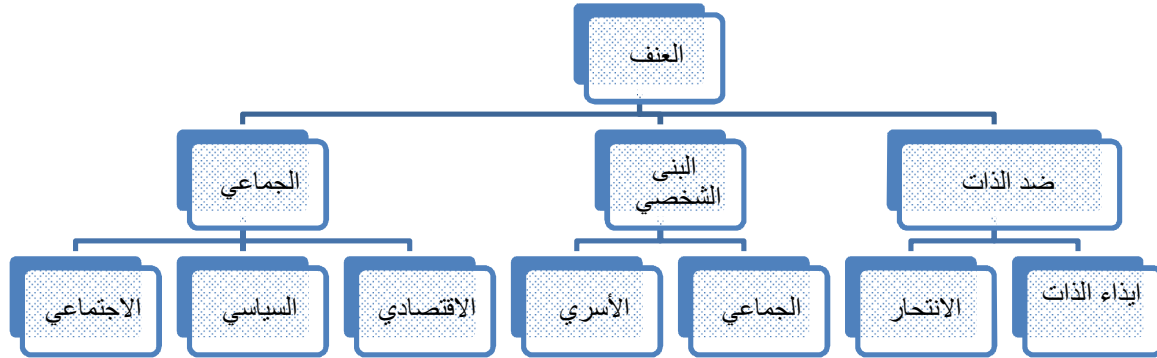 العنف
ضد الذات
البنى
الشخصي
الجماعي
ايذاء الذات
الانتحار
الجماعي
الأسري
الاقتصادي
السياسي
الاجتماعي